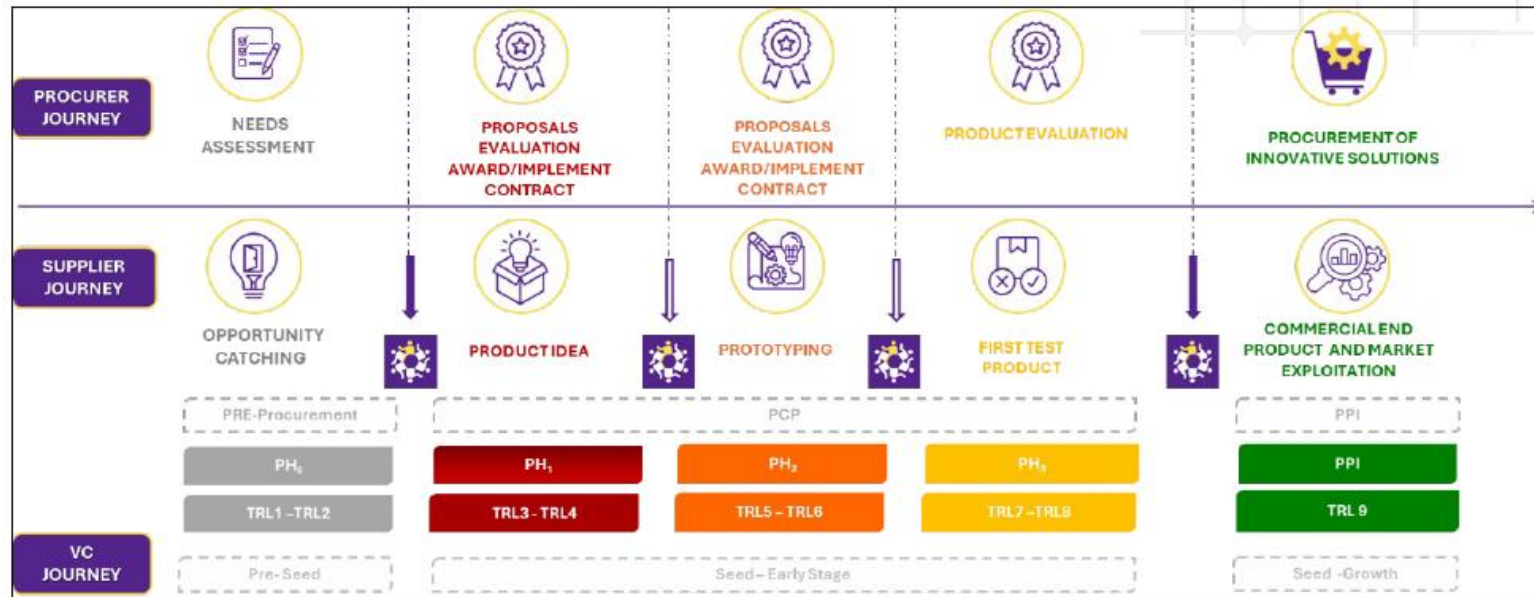 PROCURER
JOURNEY
NEEDS
ASSESSMENT
PROPOSALS
EVALUATION
AWARD/IMPLEMENT
CONTRACT
PROPOSALS
EVALUATION
AWARD/IMPLEMENT
CONTRACT
PRODUCT EVALUATION
PROCUREMENT OF
INNOVATIVE SOLUTIONS
SUPPLIER
JOURNEY
OPPORTUNITY
CATCHING
PRODUCT IDEA
PROTOTYPING
FIRST TEST
PRODUCT
COMMERCIAL END
PRODUCT AND MARKET
EXPLOITATION
PRE-Procurement
PCP
PPI
PH₀
PH₁
PH₂
PH₃
PPI
TRL1 –TRL2
TRL3 - TRL4
TRL5 – TRL6
TRL7 –TRL8
TRL 9
VC
JOURNEY
Pre- Seed
Seed– Early Stage
Seed -Growth